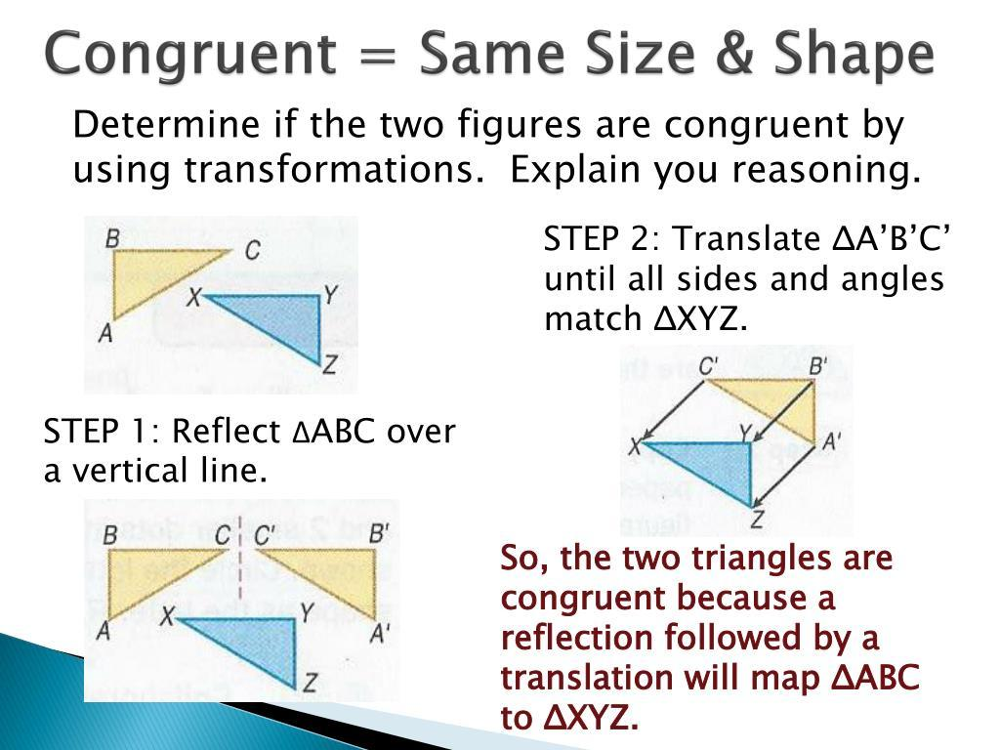 Congruent = Same Size & Shape
Determine if the two figures are congruent by
using transformations. Explain you reasoning.
B
C
X
Y
A
Z
STEP 1: Reflect ΔABC over
a vertical line.
B
C
C'
B'
X
Y
A
A'
Z
STEP 2: Translate ΔA’B’C’
until all sides and angles
match ΔXYZ.
C'
B'
X
Y
A'
Z
So, the two triangles are
congruent because a
reflection followed by a
translation will map ΔABC
to ΔXYZ.